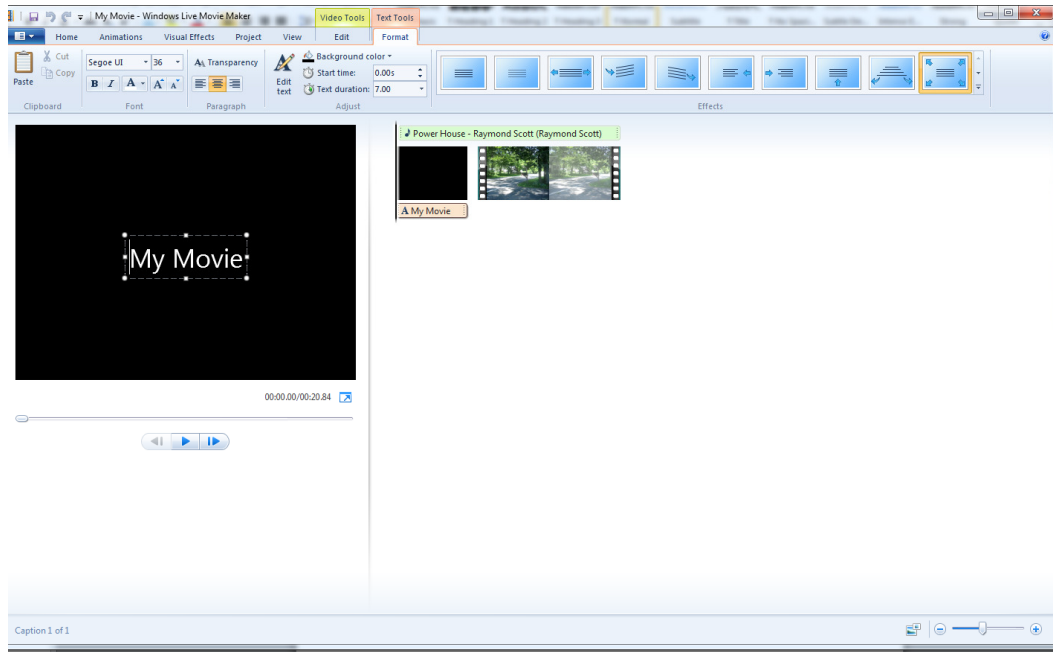 My Movie - Windows Live Movie Maker
Video Tools
Text Tools
Home
Animations
Visual Effects
Project
View
Edit
Format
Paste
Cut
Copy
Clipboard
Segoe UI
36
B I A A A
Font
Transparency
Paragraph
Edit
text
Background color
Start time: 0.00s
Text duration: 7.00
Adjust
Effects
My Movie
00:00.00/00:20.84
Power House - Raymond Scott (Raymond Scott)
A My Movie
Caption 1 of 1